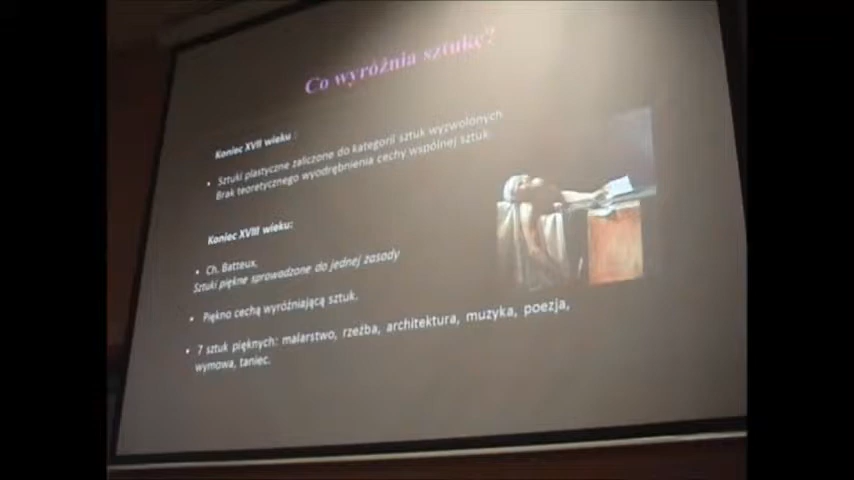 Co wyróżnia sztukę?
Koniec XVII wieku :
• Sztuki plastyczne zaliczone do kategorii sztuk wyzwolonych
Brak teoretycznego wyodrębnienia cechy wspólnej sztuk.
Koniec XVIII wieku:
• Ch. Batteux,
Sztuki piękne sprowadzone do jednej zasady
• Piękno cechą wyróżniającą sztuk.
• 7 sztuk pięknych: malarstwo, rzeźba, architektura, muzyka, poezja,
wymowa, taniec.